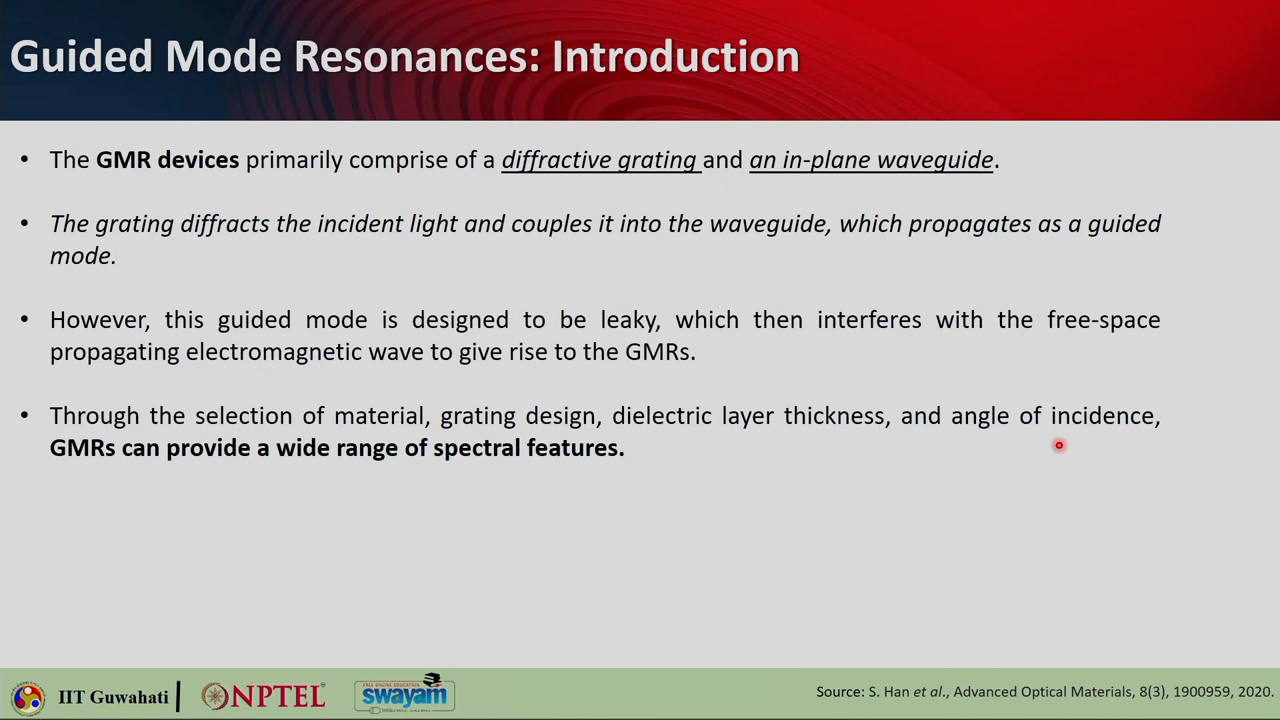 Guided Mode Resonances: Introduction
• The GMR devices primarily comprise of a diffractive grating and an in-plane waveguide.
• The grating diffracts the incident light and couples it into the waveguide, which propagates as a guided
mode.
• However, this guided mode is designed to be leaky, which then interferes with the free-space
propagating electromagnetic wave to give rise to the GMRs.
• Through the selection of material, grating design, dielectric layer thickness, and angle of incidence,
GMRs can provide a wide range of spectral features.
IIT Guwahati
NPTEL
FREE ONLINE EDUCATION
swayam
Source: S. Han et al., Advanced Optical Materials, 8(3), 1900959, 2020.